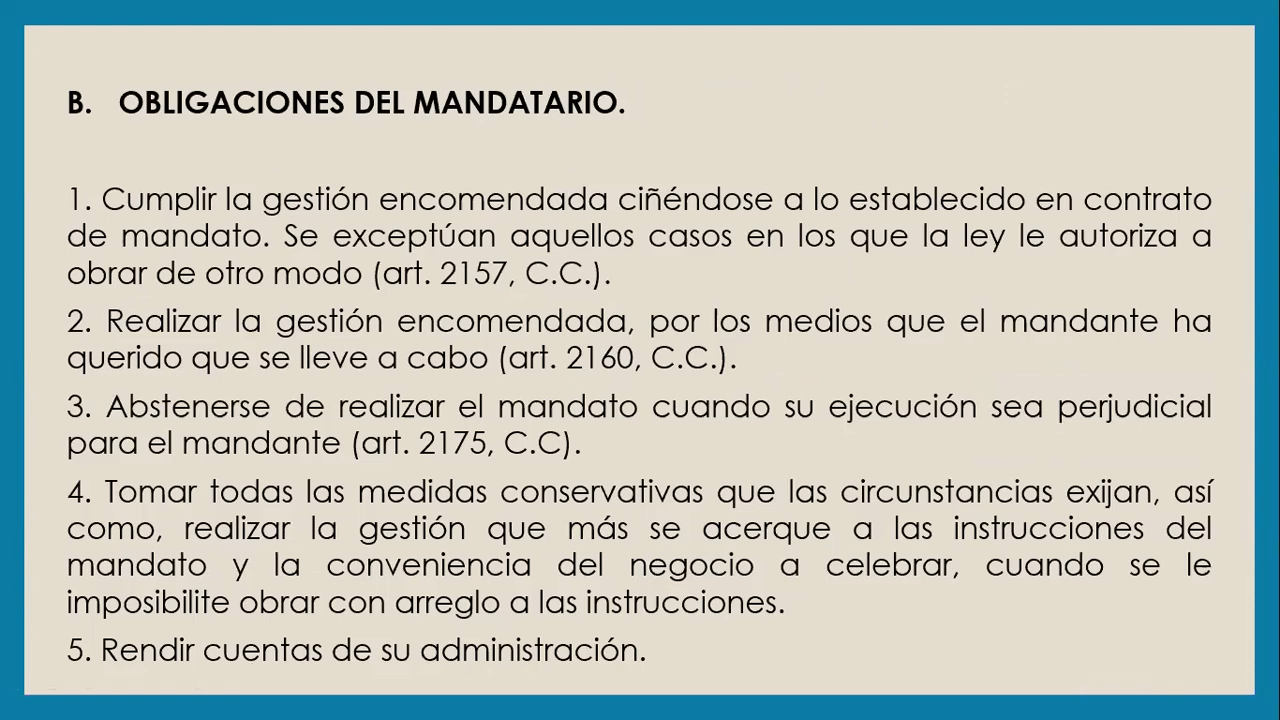 B. OBLIGACIONES DEL MANDATARIO.
1. Cumplir la gestión encomendada ciñéndose a lo establecido en contrato
de mandato. Se exceptúan aquellos casos en los que la ley le autoriza a
obrar de otro modo (art. 2157, C.C.).
2. Realizar la gestión encomendada, por los medios que el mandante ha
querido que se lleve a cabo (art. 2160, C.C.).
3. Abstenerse de realizar el mandato cuando su ejecución sea perjudicial
para el mandante (art. 2175, C.C).
4. Tomar todas las medidas conservativas que las circunstancias exijan, así
como, realizar la gestión que más se acerque a las instrucciones del
mandato y la conveniencia del negocio a celebrar, cuando se le
imposibilite obrar con arreglo a las instrucciones.
5. Rendir cuentas de su administración.